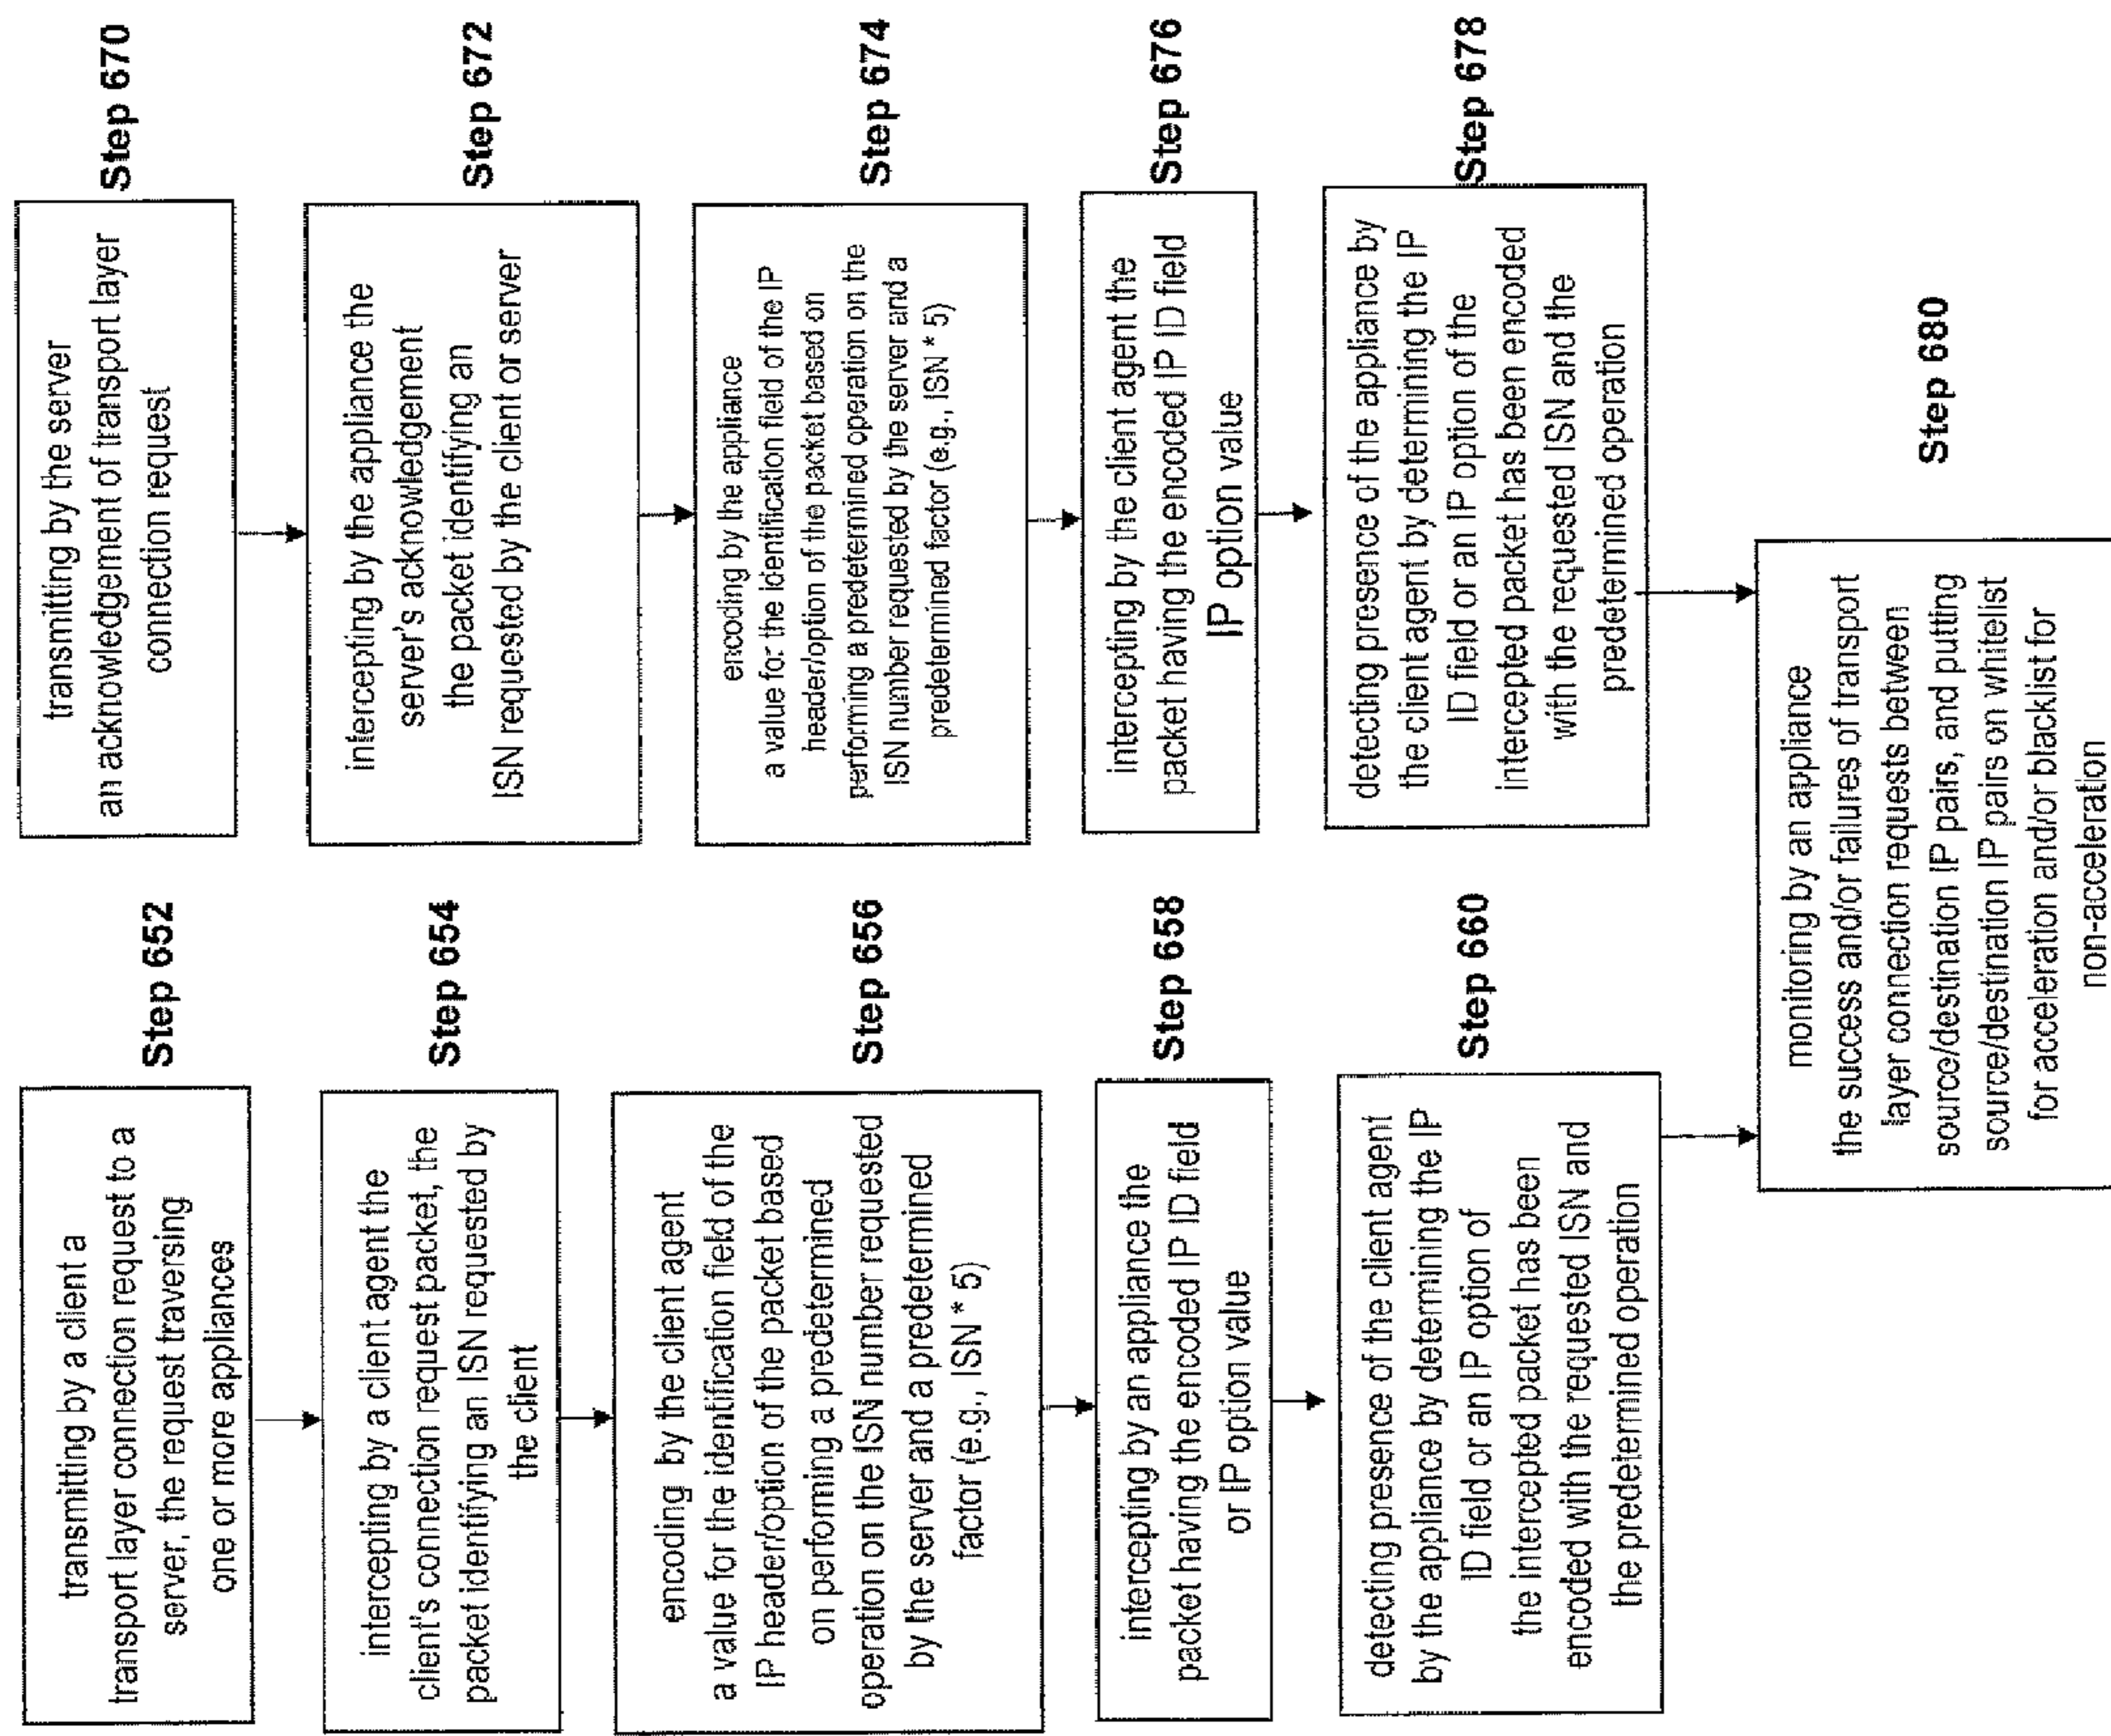 transmitting by a client a
transport layer connection request to a
server, the request traversing
one or more appliances
Step 652
intercepting by a client agent the
client's connection request packet, the
packet identifying an ISN requested by
the client
Step 654
encoding by the client agent
a value for the identification field of the
IP header/option of the packet based
on performing a predetermined
operation on the ISN number requested
by the server and a predetermined
factor (e.g., ISN * 5)
Step 656
intercepting by an appliance the
packet having the encoded IP ID field
or IP option value
Step 658
detecting presence of the client agent
by the appliance by determining the IP
ID field or an IP option of
the intercepted packet has been
encoded with the requested ISN and
the predetermined operation
Step 660
transmitting by the server
an acknowledgement of transport layer
connection request
Step 670
intercepting by the appliance the
server's acknowledgement
the packet identifying an
ISN requested by the client or server
Step 672
encoding by the appliance
a value for the identification field of the IP
header/option of the packet based on
performing a predetermined operation on the
ISN number requested by the server and a
predetermined factor (e.g., ISN * 5)
Step 674
intercepting by the client agent the
packet having the encoded IP ID field
IP option value
Step 676
detecting presence of the appliance by
the client agent by determining the IP
ID field or an IP option of the
intercepted packet has been encoded
with the requested ISN and the
predetermined operation
Step 678
monitoring by an appliance
the success and/or failures of transport
layer connection requests between
source/destination IP pairs, and putting
source/destination IP pairs on whitelist
for acceleration and/or blacklist for
non-acceleration
Step 680